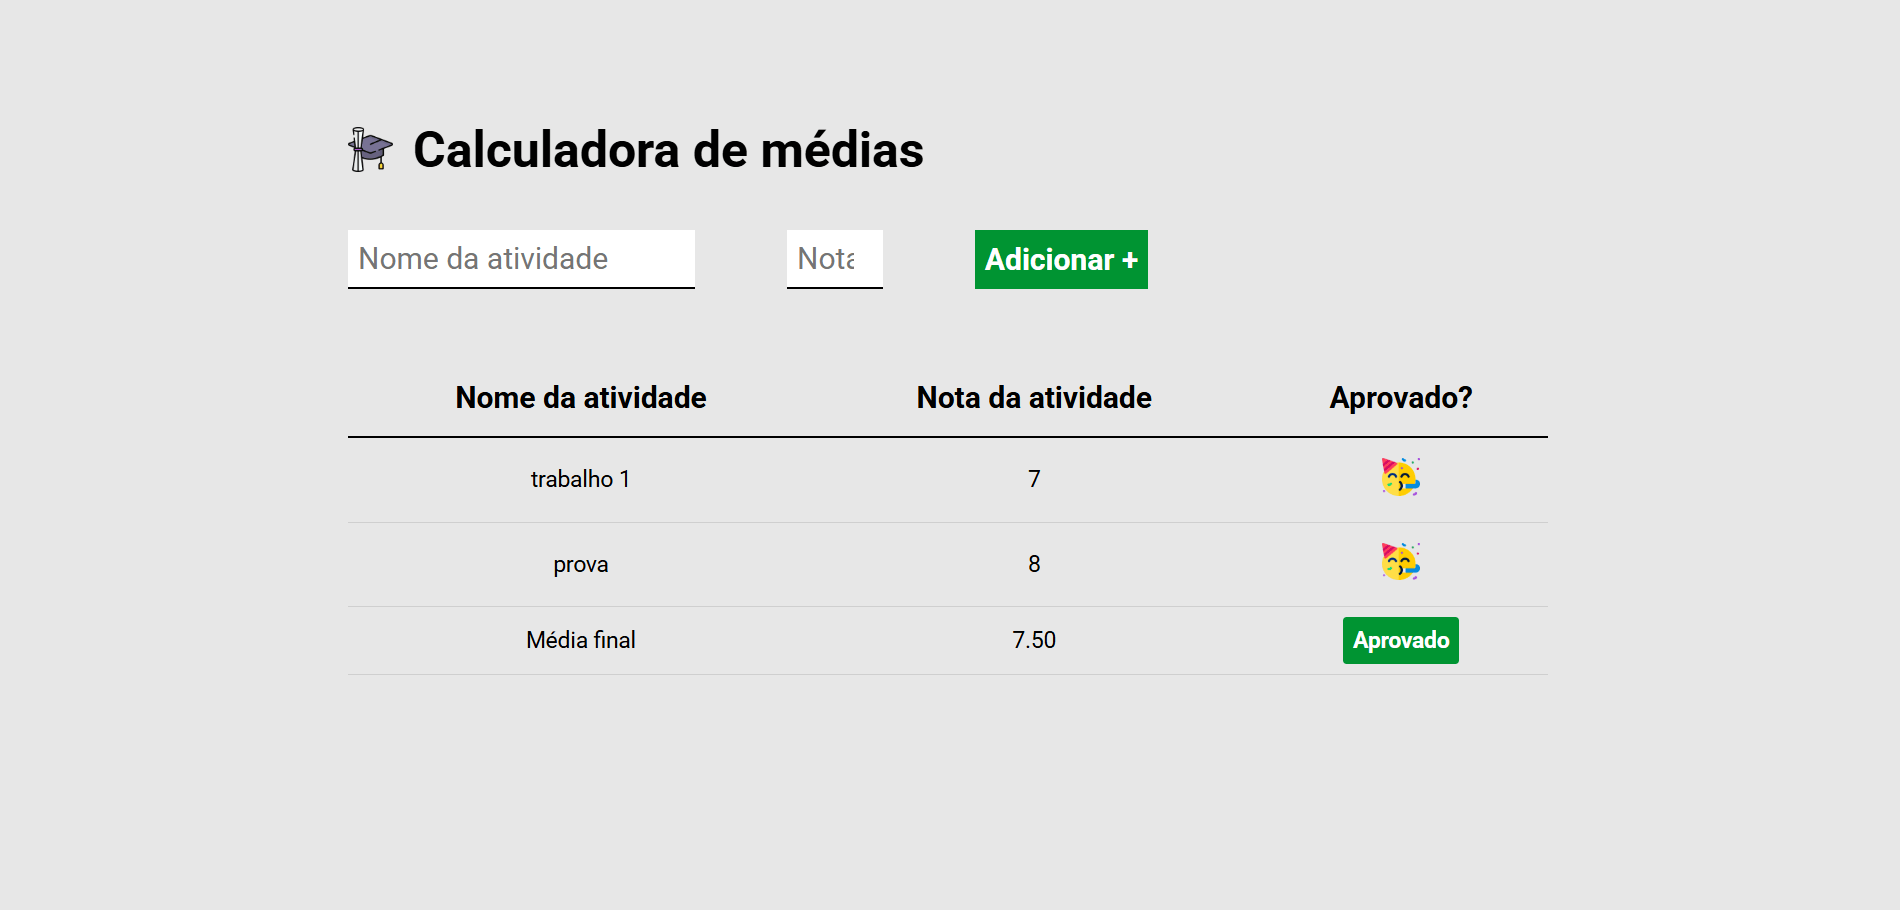 Calculadora de médias
Nome da atividade Nota Adicionar +
Nome da atividade Nota da atividade Aprovado?
trabalho 1 7
prova 8
Média final 7.50 Aprovado